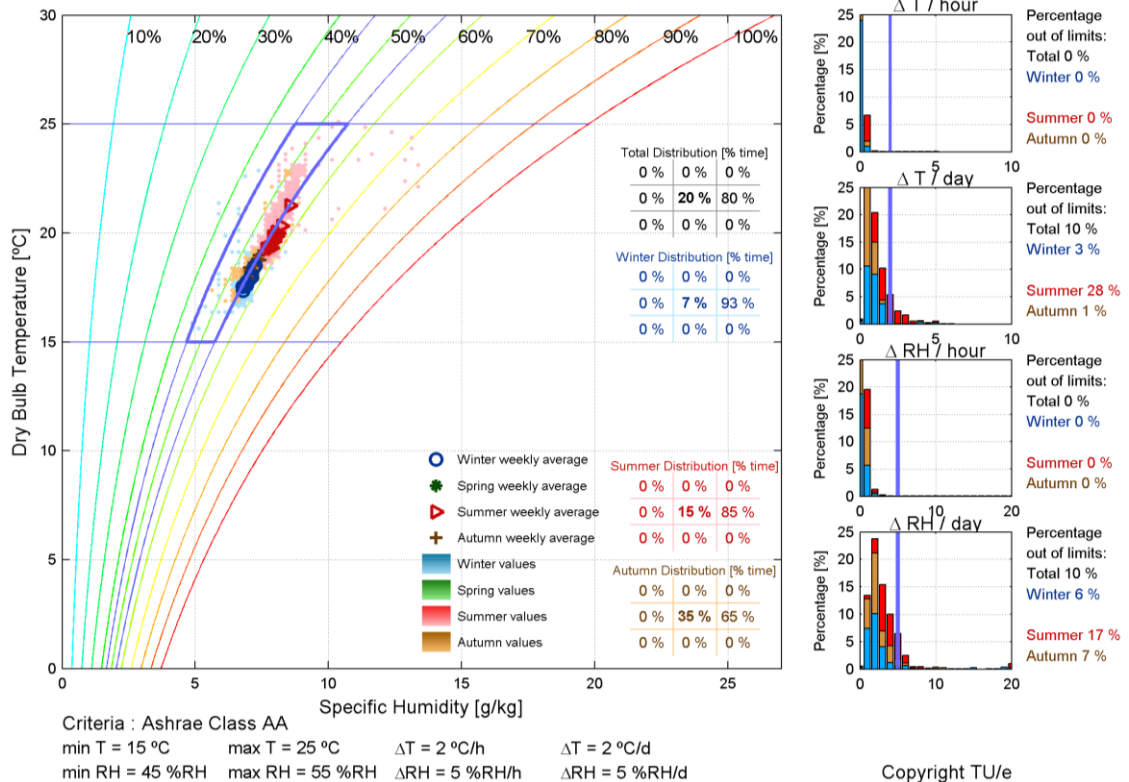 10% 20% 30% 40% 50% 60% 70% 80% 90% 100%
30
25
20
15
10
5
0
Dry Bulb Temperature [ºC]
0 5 10 15 20 25
Specific Humidity [g/kg]
Total Distribution [% time]
0 % 0 % 0 %
0 % 20 % 80 %
0 % 0 % 0 %
Winter Distribution [% time]
0 % 0 % 0 %
0 % 7 % 93 %
0 % 0 % 0 %
Winter weekly average
Spring weekly average
Summer weekly average
Autumn weekly average
Winter values
Spring values
Summer values
Autumn values
Summer Distribution [% time]
0 % 0 % 0 %
0 % 15 % 85 %
0 % 0 % 0 %
Autumn Distribution [% time]
0 % 0 % 0 %
0 % 35 % 65 %
0 % 0 % 0 %
Criteria : Ashrae Class AA
min T = 15 ºC max T = 25 ºC ΔT = 2 ºC/h ΔT = 2 ºC/d
min RH = 45 %RH max RH = 55 %RH ΔRH = 5 %RH/h ΔRH = 5 %RH/d
Δ T / hour
Percentage [%]
25
20
15
10
5
0
0 5 10
Percentage
out of limits:
Total 0 %
Winter 0 %
Summer 0 %
Autumn 0 %
Δ T / day
Percentage [%]
25
20
15
10
5
0
0 5 10
Percentage
out of limits:
Total 10 %
Winter 3 %
Summer 28 %
Autumn 1 %
Δ RH / hour
Percentage [%]
25
20
15
10
5
0
0 10 20
Percentage
out of limits:
Total 0 %
Winter 0 %
Summer 0 %
Autumn 0 %
Δ RH / day
Percentage [%]
25
20
15
10
5
0
0 10 20
Percentage
out of limits:
Total 10 %
Winter 6 %
Summer 17 %
Autumn 7 %
Copyright TU/e